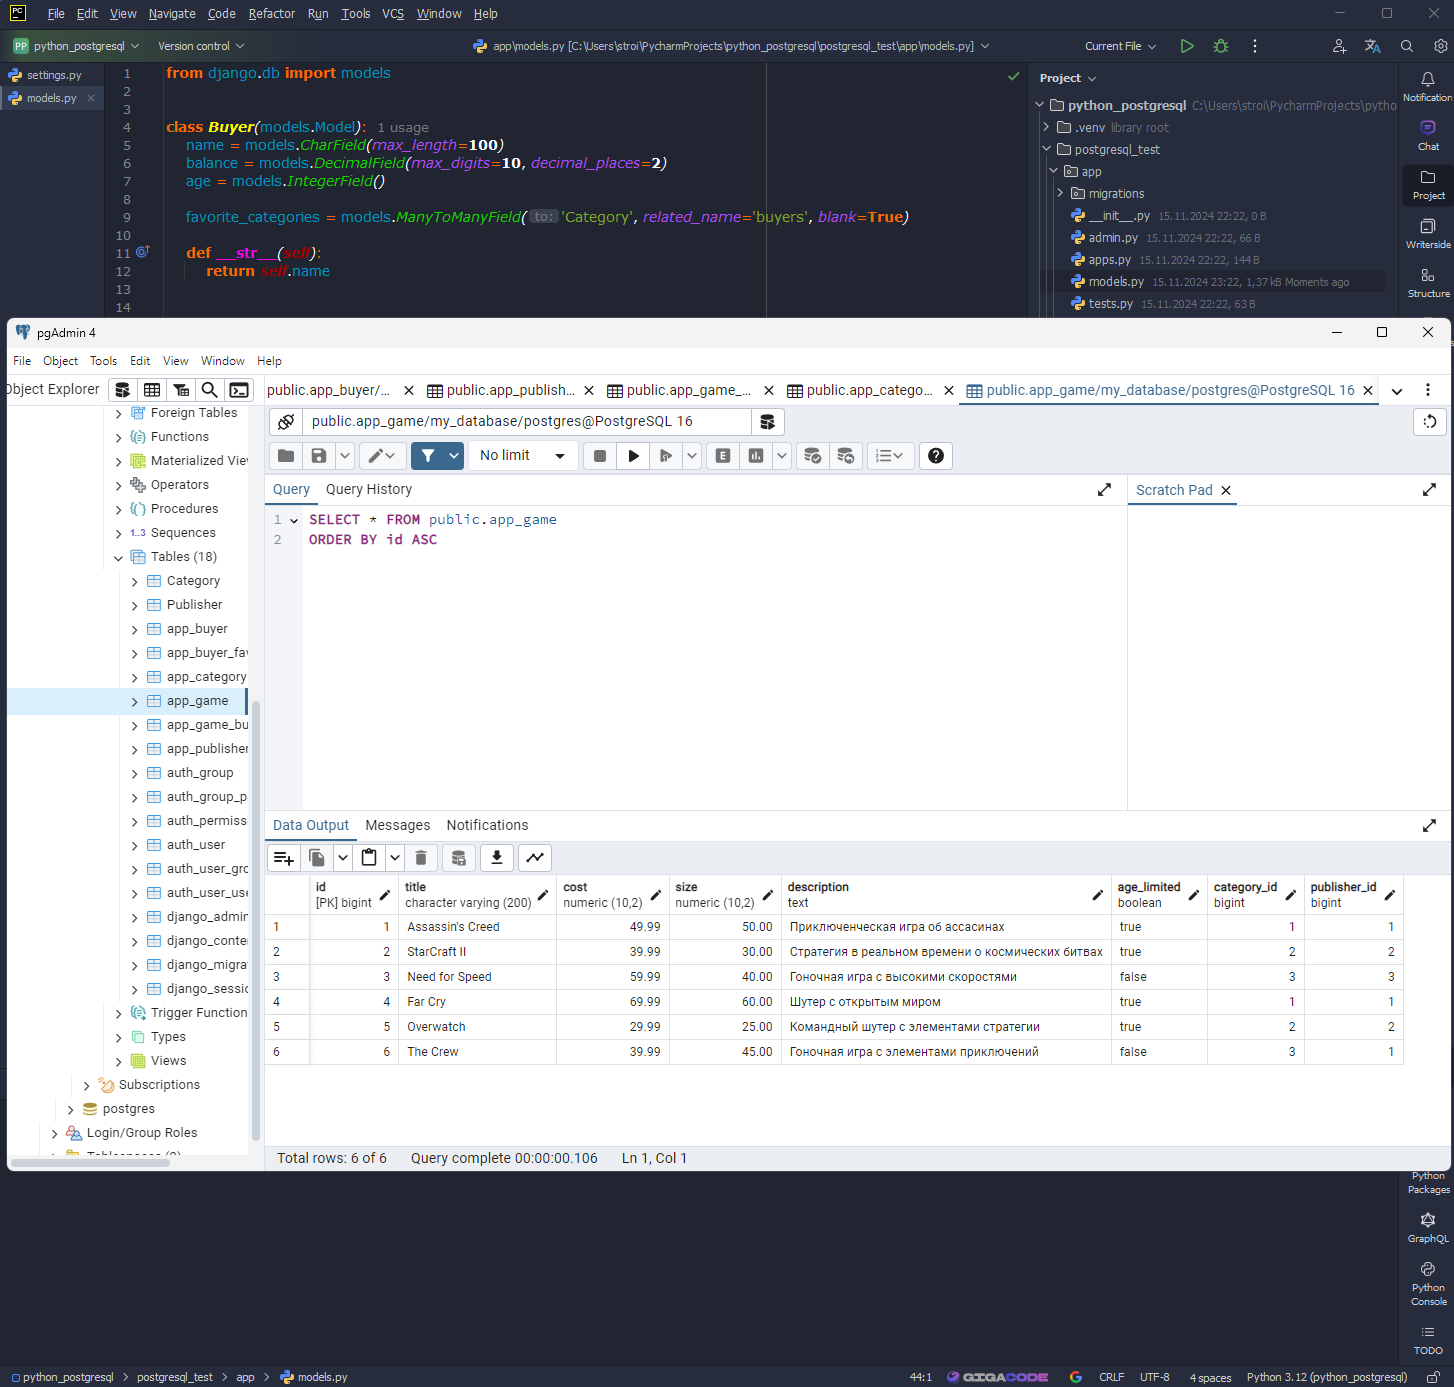 File Edit View Navigate Code Refactor Run Tools VCS Window Help
PP python_postgresql Version control app\models.py [C:\Users\stroi\PycharmProjects\python_postgresql\postgresql_test\app\models.py] Current File
settings.py
models.py
1 from django.db import models
2
3
4 class Buyer(models.Model): 1 usage
5 name = models.CharField(max_length=100)
6 balance = models.DecimalField(max_digits=10, decimal_places=2)
7 age = models.IntegerField()
8
9 favorite_categories = models.ManyToManyField( to: 'Category', related_name='buyers', blank=True)
10
11 def __str__(self):
12 return self.name
13
14
Project
python_postgresql C:\Users\stroi\PycharmProjects\pytho
.venv library root
postgresql_test
app
migrations
__init__.py 15.11.2024 22:22, 0 B
admin.py 15.11.2024 22:22, 66 B
apps.py 15.11.2024 22:22, 144 B
models.py 15.11.2024 23:22, 1,37 kB Moments ago
tests.py 15.11.2024 22:22, 63 B
Notification
Chat
Project
Writerside
Structure
pgAdmin 4
File Object Tools Edit View Window Help
Object Explorer
public.app_buyer/... public.app_publish... public.app_game_... public.app_catego... public.app_game/my_database/postgres@PostgreSQL 16
public.app_game/my_database/postgres@PostgreSQL 16
No limit
Query Query History
Scratch Pad
1 SELECT * FROM public.app_game
2 ORDER BY id ASC
Foreign Tables
Functions
Materialized Vie
Operators
Procedures
1..3 Sequences
Tables (18)
Category
Publisher
app_buyer
app_buyer_fa
app_category
app_game
app_game_bu
app_publisher
auth_group
auth_group_p
auth_permiss
auth_user
auth_user_gro
auth_user_use
django_admin
django_conte
django_migra
django_sessio
Trigger Function
Types
Views
Subscriptions
postgres
Login/Group Roles
Data Output Messages Notifications
id title cost size description age_limited category_id publisher_id
[PK] bigint character varying (200) numeric (10,2) numeric (10,2) text boolean bigint bigint
1 1 Assassin's Creed 49.99 50.00 Приключенческая игра об ассасинах true 1 1
2 2 StarCraft II 39.99 30.00 Стратегия в реальном времени о космических битвах true 2 2
3 3 Need for Speed 59.99 40.00 Гоночная игра с высокими скоростями false 3 3
4 4 Far Cry 69.99 60.00 Шутер с открытым миром true 1 1
5 5 Overwatch 29.99 25.00 Командный шутер с элементами стратегии true 2 2
6 6 The Crew 39.99 45.00 Гоночная игра с элементами приключений false 3 1
Total rows: 6 of 6 Query complete 00:00:00.106 Ln 1, Col 1
Python
Packages
GraphQL
Python
Console
TODO
python_postgresql postgresql_test app models.py 44:1 GIGACODE CRLF UTF-8 4 spaces Python 3.12 (python_postgresql)